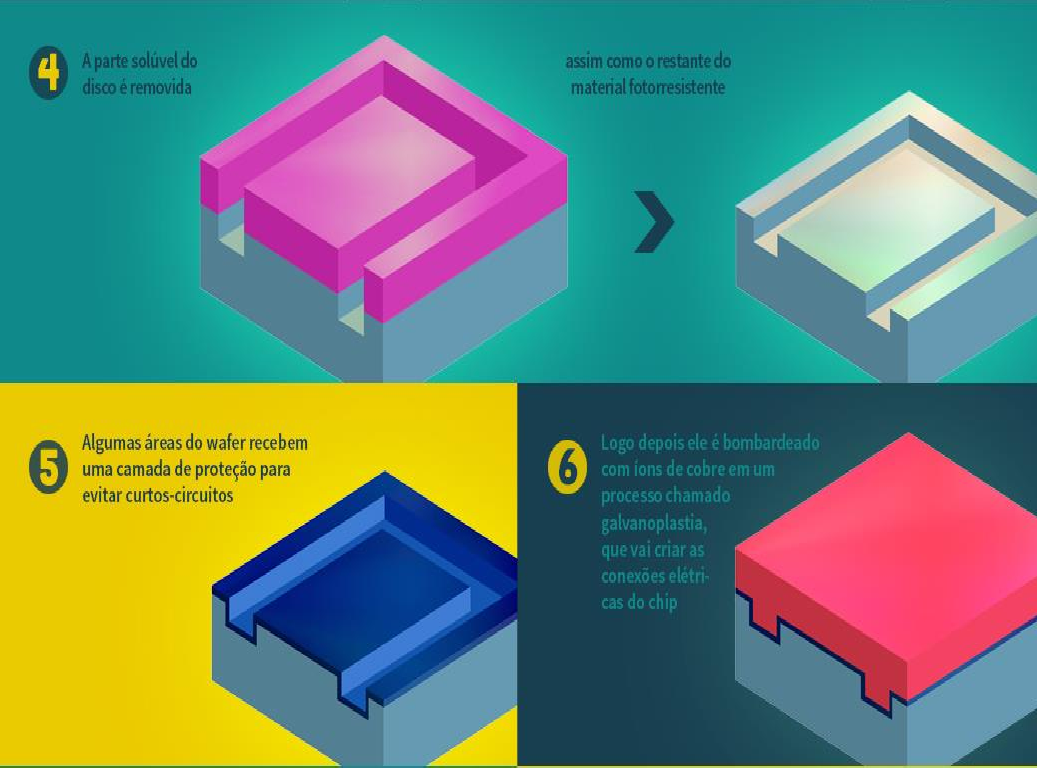 4
A parte solúvel do
disco é removida
assim como o restante do
material fotorresistente
5
Algumas áreas do wafer recebem
uma camada de proteção para
evitar curtos-circuitos
6
Logo depois ele é bombardeado
com íons de cobre em um
processo chamado
galvanoplastia,
que vai criar as
conexões elétri-
cas do chip